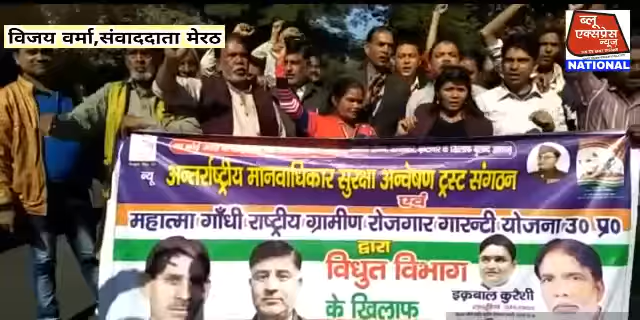 विजय वर्मा,संवाददाता मेरठ
ब्लू
एक्सप्रेस
न्यूज
NATIONAL
न्यू
अन्तर्राष्ट्रीय मानवाधिकार सुरक्षा अन्वेषण ट्रस्ट संगठन
एवं
महात्मा गाँधी राष्ट्रीय ग्रामीण रोजगार गारन्टी योजना उ० प्र०
द्वारा
विधुत विभाग
के खिलाफ
इकबाल कुरैशी